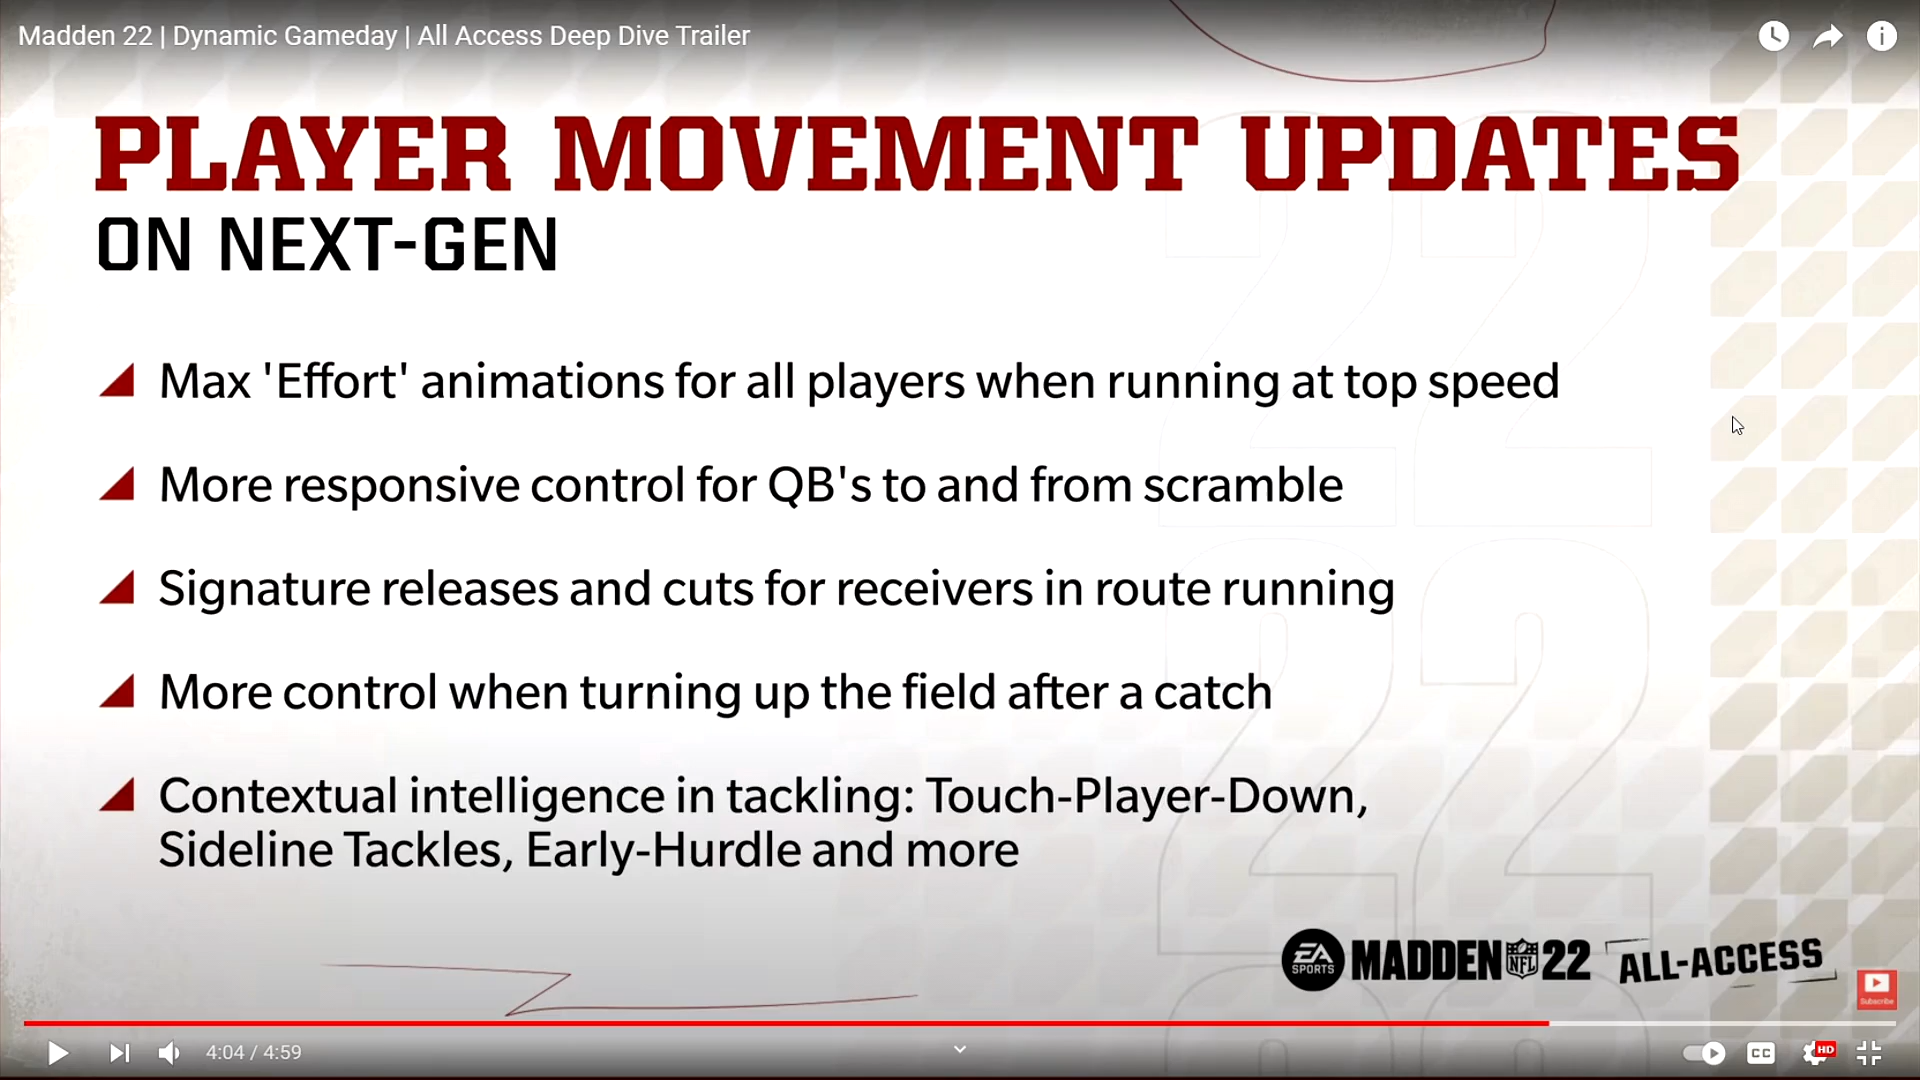 Madden 22 | Dynamic Gameday | All Access Deep Dive Trailer
PLAYER MOVEMENT UPDATES
ON NEXT-GEN
Max 'Effort' animations for all players when running at top speed
More responsive control for QB's to and from scramble
Signature releases and cuts for receivers in route running
More control when turning up the field after a catch
Contextual intelligence in tackling: Touch-Player-Down,
Sideline Tackles, Early-Hurdle and more
22
22
EA SPORTS MADDEN NFL 22 ALL-ACCESS
Subscribe
4:04 / 4:59
CC
HD